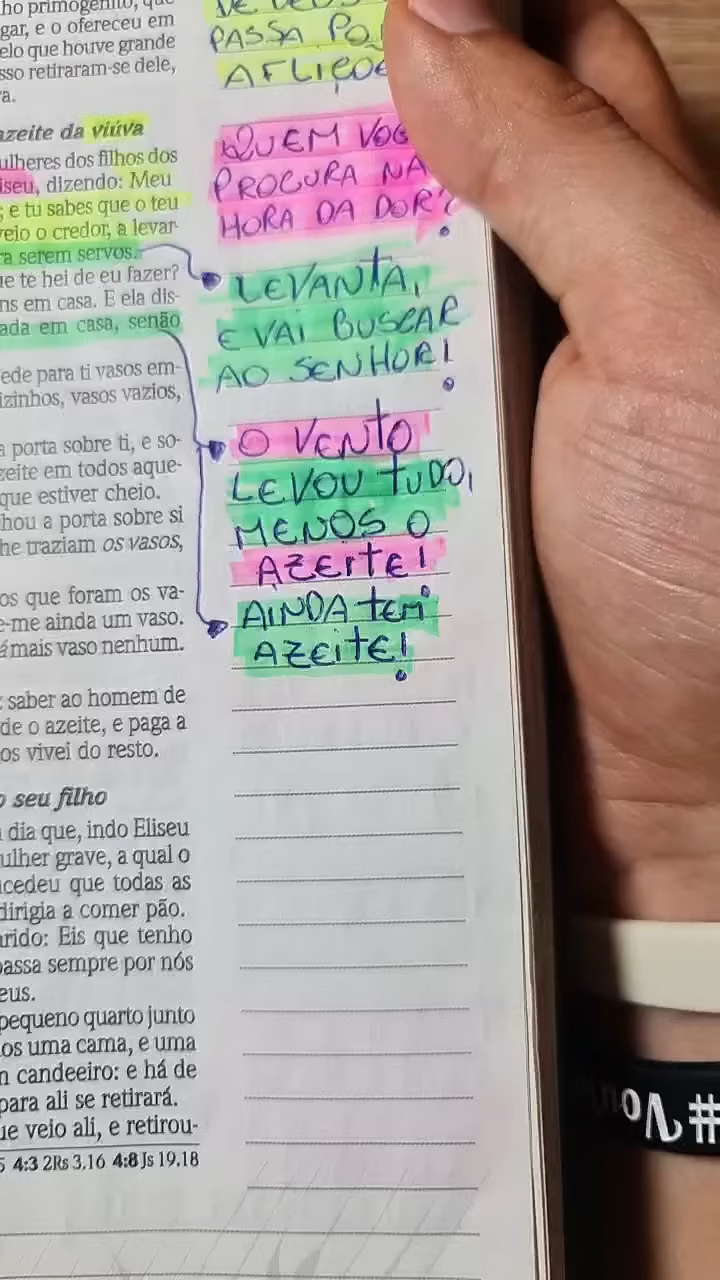 ho primogênito, que
gar, e o ofereceu em
elo que houve grande
sso retiraram-se dele,
a.
azeite da viúva
ulheres dos filhos dos
iseu, dizendo: Meu
; e tu sabes que o teu
veio o credor, a levar-
ra serem servos.
ue te hei de eu fazer?
ns em casa. E ela dis-
ada em casa, senão
ede para ti vasos em-
izinhos, vasos vazios,
a porta sobre ti, e so-
zeite em todos aque-
que estiver cheio.
hou a porta sobre si
he traziam os vasos,
os que foram os va-
e-me ainda um vaso.
á mais vaso nenhum.
: saber ao homem de
de o azeite, e paga a
os vivei do resto.
o seu filho
n dia que, indo Eliseu
ulher grave, a qual o
ucedeu que todas as
dirigia a comer pão.
arido: Eis que tenho
passa sempre por nós
eus.
pequeno quarto junto
os uma cama, e uma
n candeeiro: e há de
para ali se retirará.
ue veio ali, e retirou-
5 4:3 2Rs 3.16 4:8 Js 19.18
PASSA PO
AFLIÇÕE
QUEM VOC
PROCURA NA
HORA DA DOR?
LEVANTA,
E VAI BUSCAR
AO SENHOR!
O VENTO
LEVOU TUDO,
MENOS O
AZEITE!
AINDA TEM
AZEITE!
#Vou